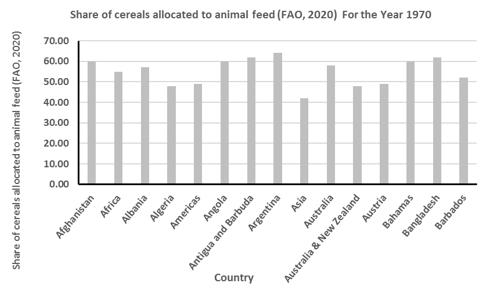 Share of cereals allocated to animal feed (FAO, 2020)  For the Year 1970
Share of cereals allocated to animal feed (FAO, 2020)
70.00
60.00
50.00
40.00
30.00
20.00
10.00
0.00
Afghanistan
Africa
Albania
Algeria
Americas
Angola
Antigua and Barbuda
Argentina
Asia
Australia
Australia & New Zealand
Austria
Bahamas
Bangladesh
Barbados
Country